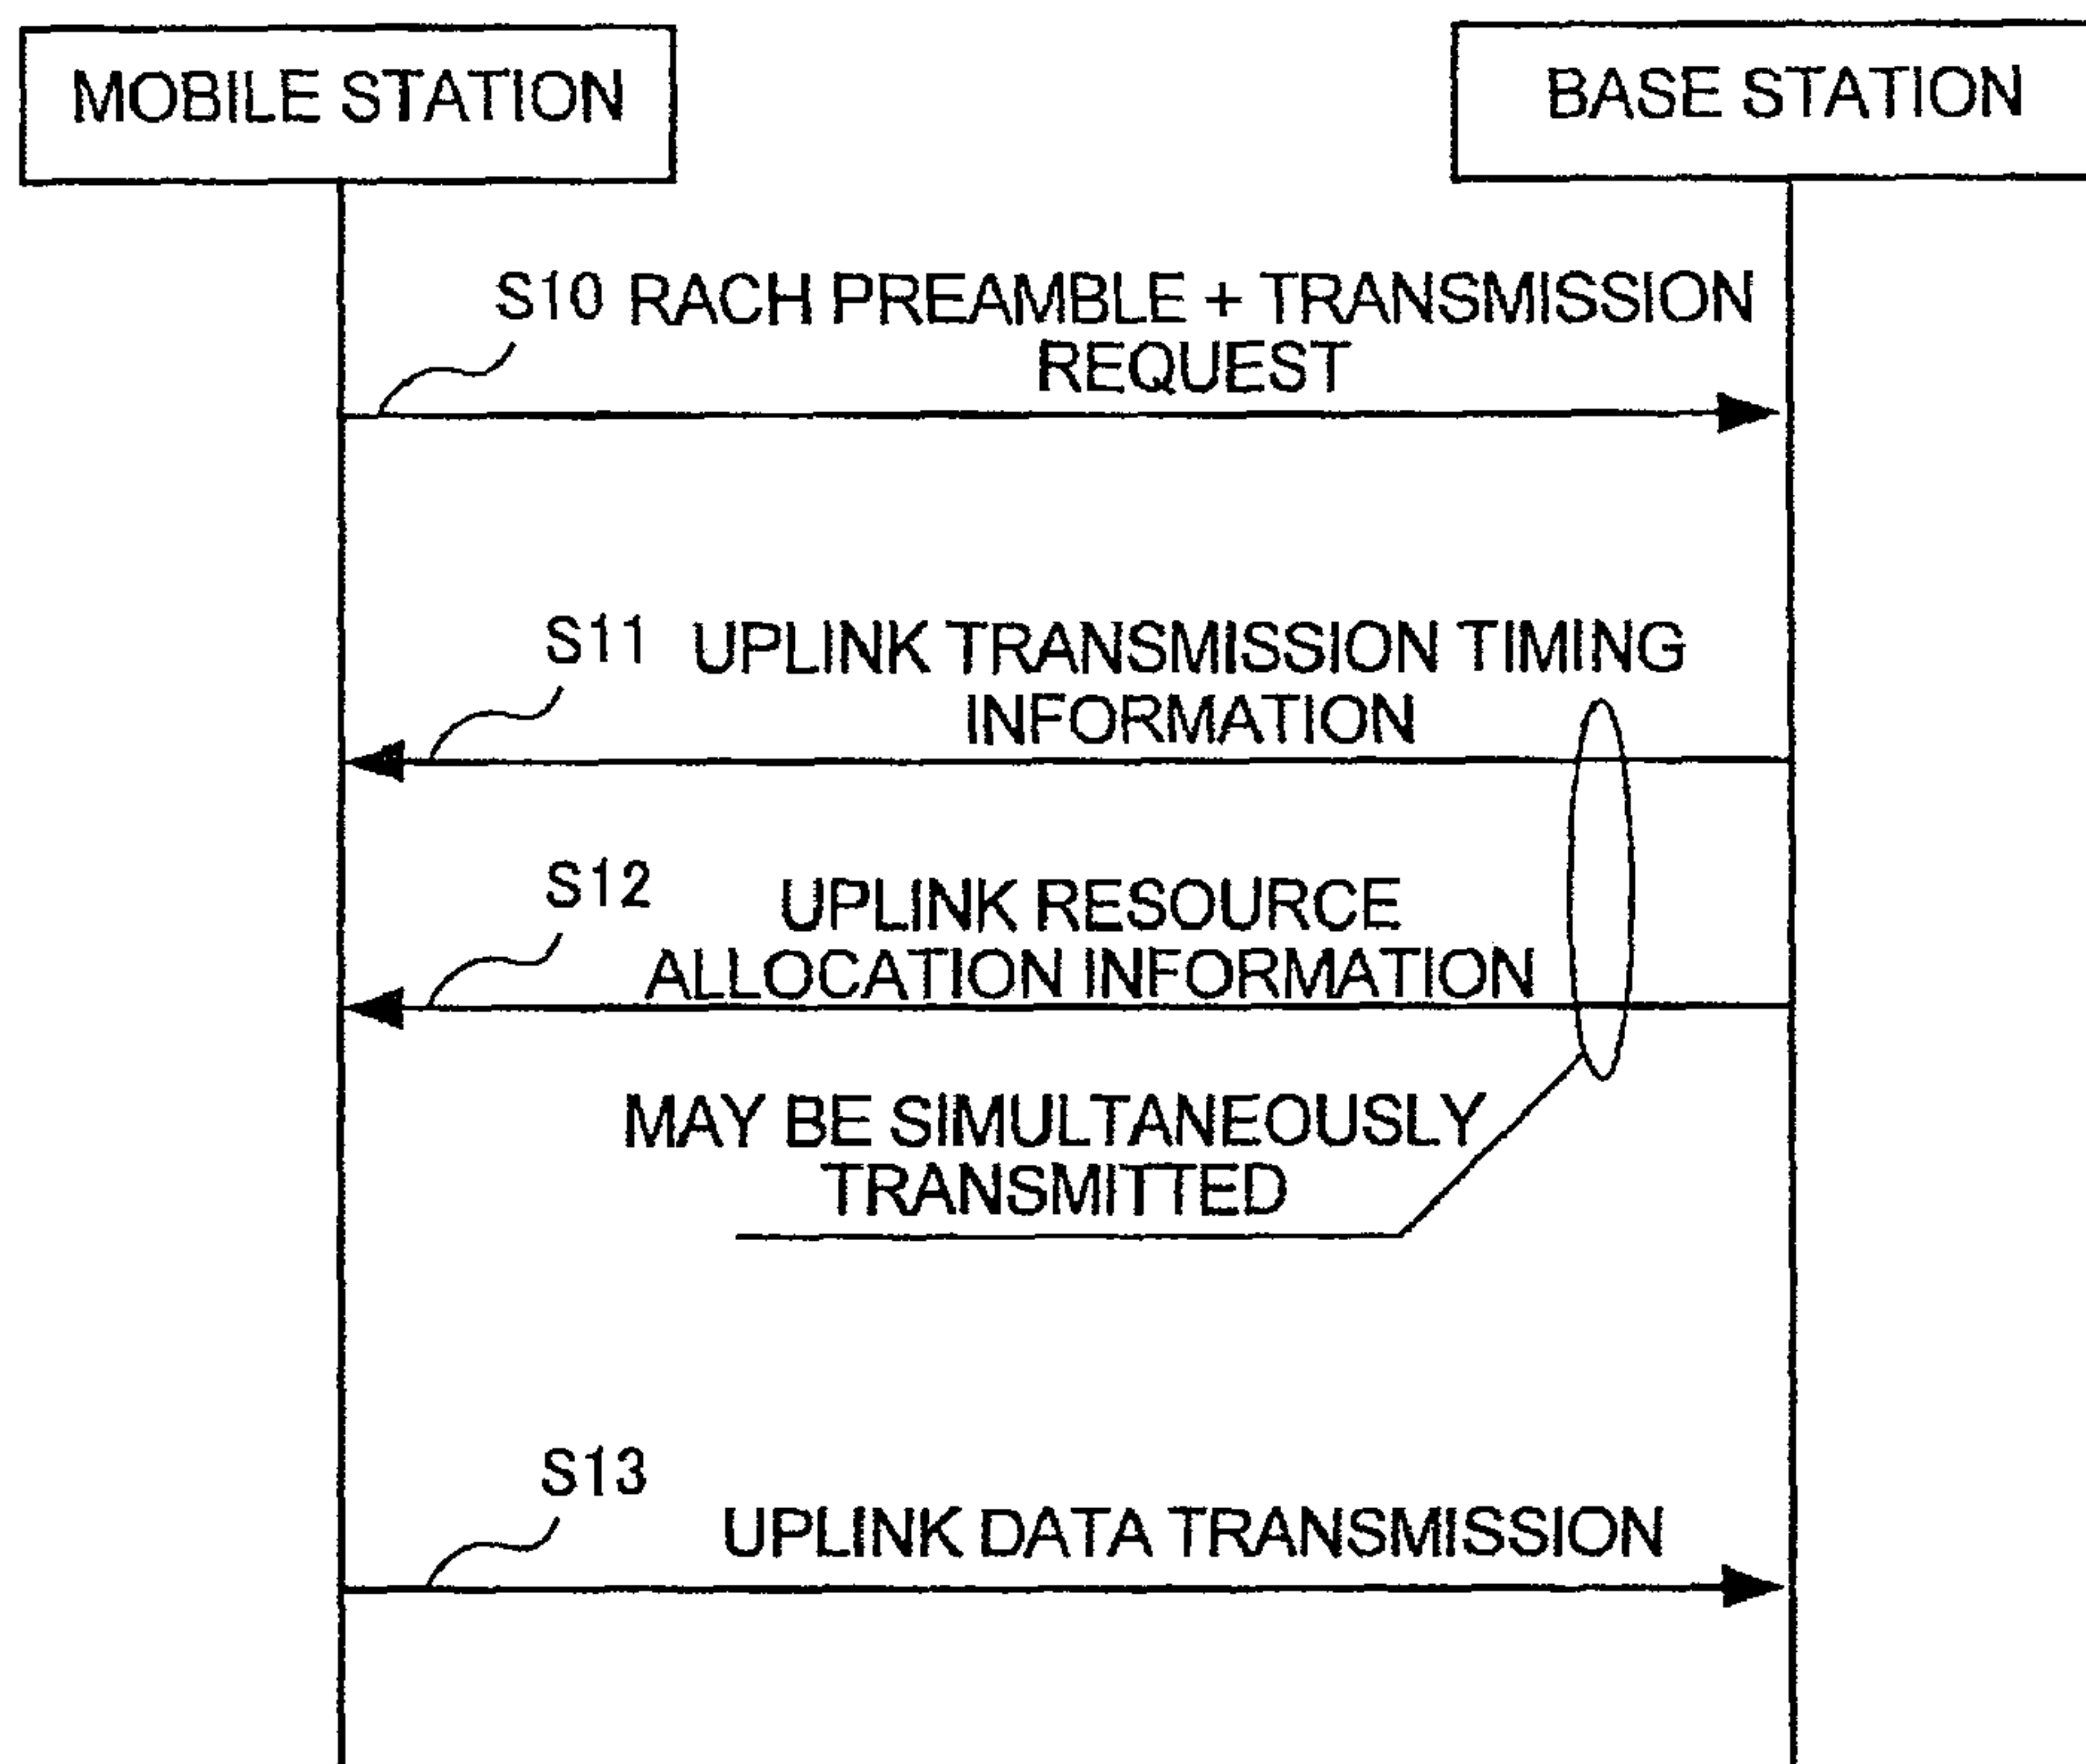 MOBILE STATION
BASE STATION
S10 RACH PREAMBLE + TRANSMISSION
REQUEST
S11 UPLINK TRANSMISSION TIMING
INFORMATION
S12 UPLINK RESOURCE
ALLOCATION INFORMATION
MAY BE SIMULTANEOUSLY
TRANSMITTED
S13 UPLINK DATA TRANSMISSION